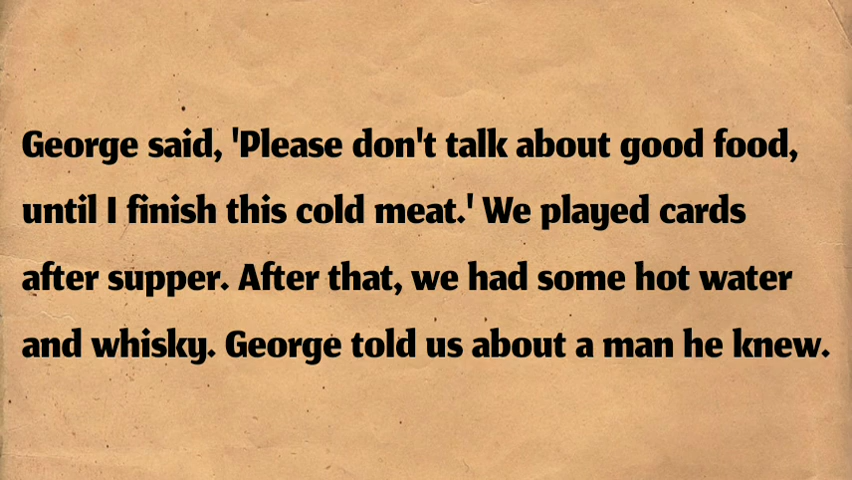 George said, 'Please don't talk about good food,
until I finish this cold meat.' We played cards
after supper. After that, we had some hot water
and whisky. George told us about a man he knew.